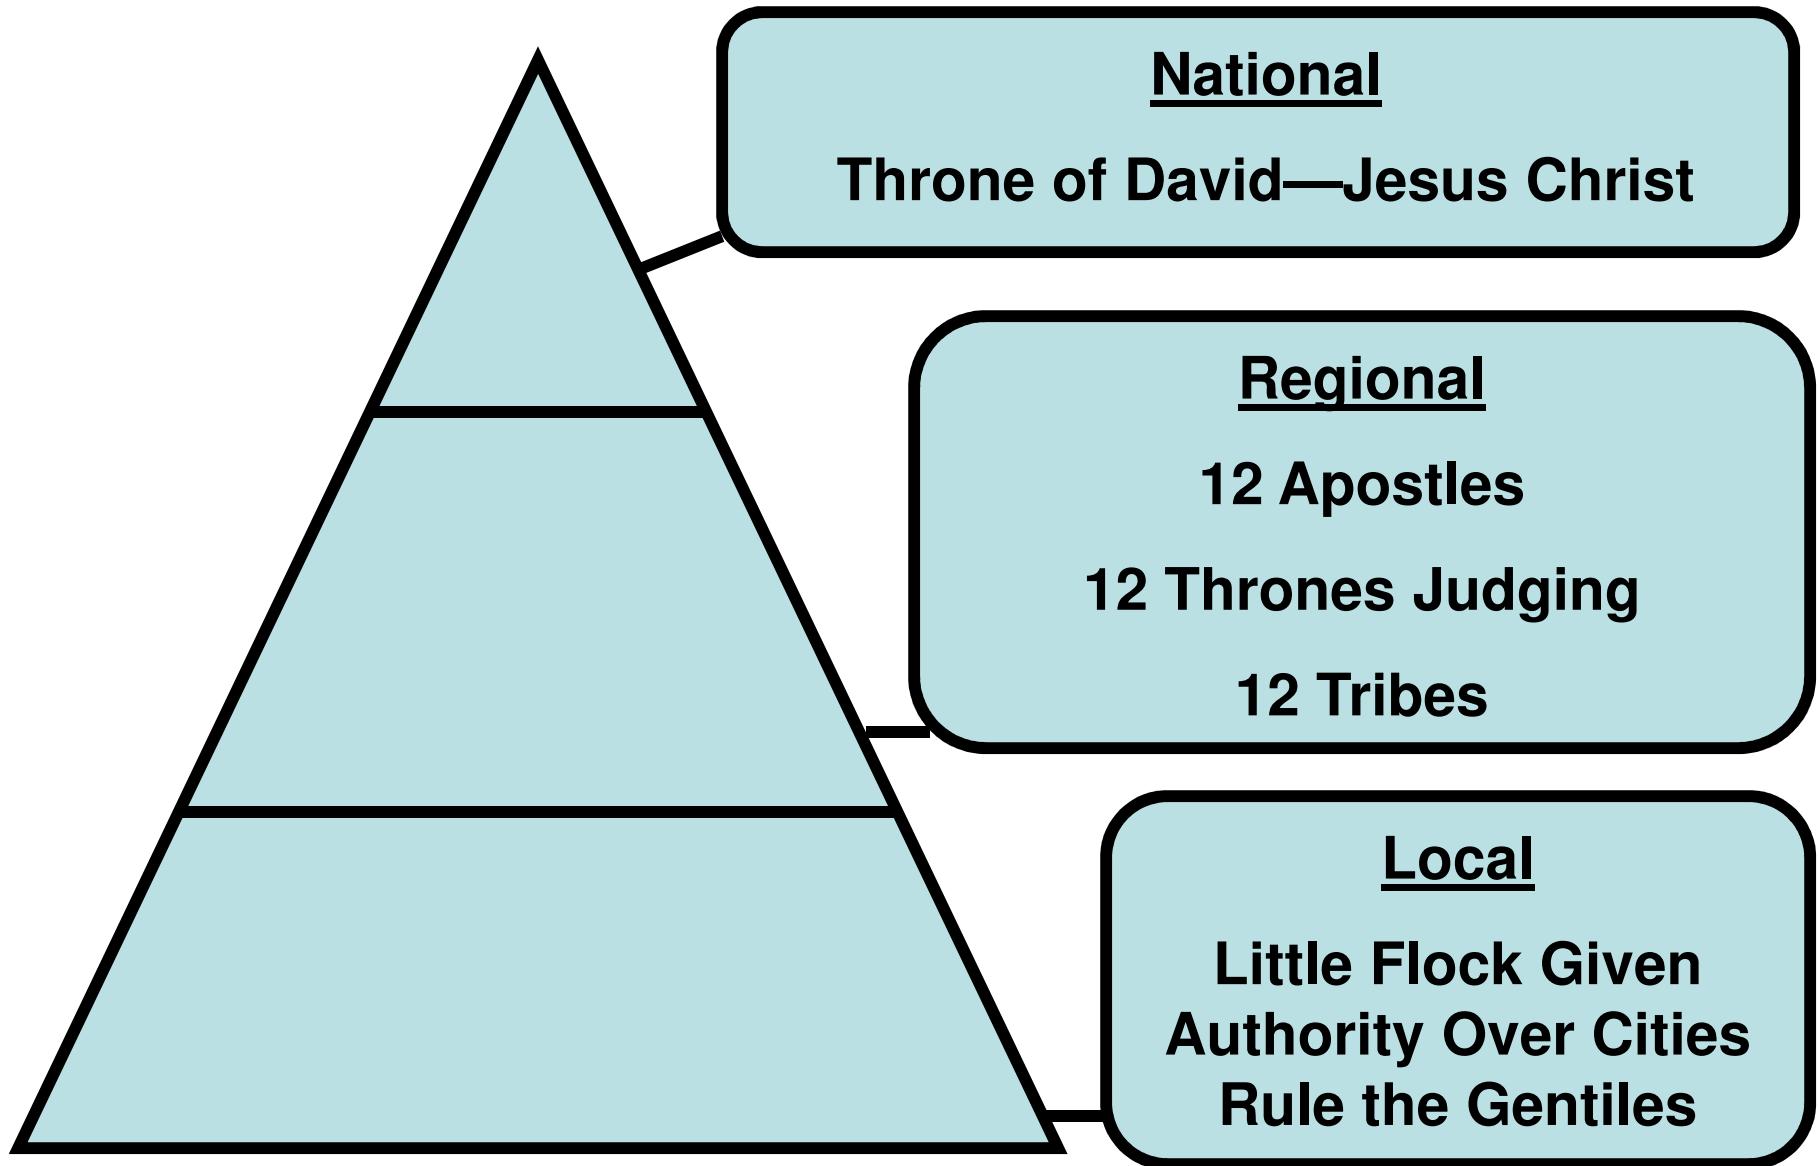 National
Throne of David—Jesus Christ
Regional
12 Apostles
12 Thrones Judging
12 Tribes
Local
Little Flock Given
Authority Over Cities
Rule the Gentiles